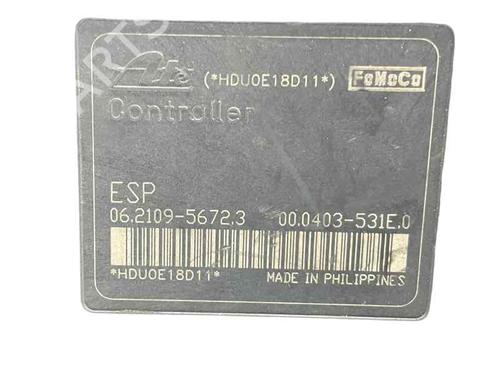 Ate (*HDU0E18D11*) FoMoCo
Controller
ESP
06.2109-5672.3 00.0403-531E.0
*HDU0E18D11* MADE IN PHILIPPINES